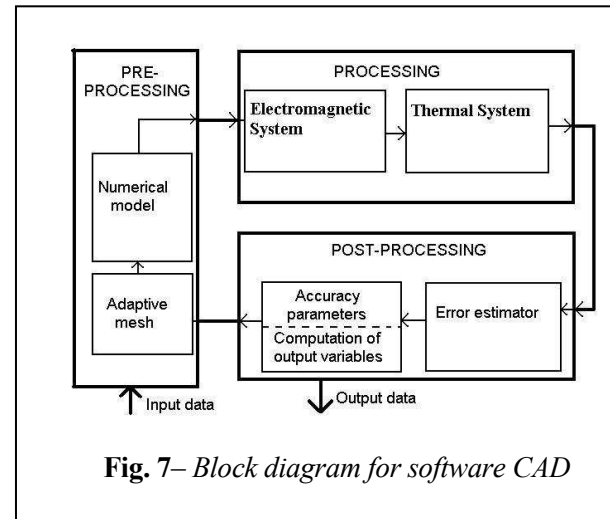 PRE-
PROCESSING
Numerical
model
Adaptive
mesh
Input data
PROCESSING
Electromagnetic
System
Thermal System
POST-PROCESSING
Accuracy
parameters
Computation of
output variables
Error estimator
Output data
Fig. 7– Block diagram for software CAD